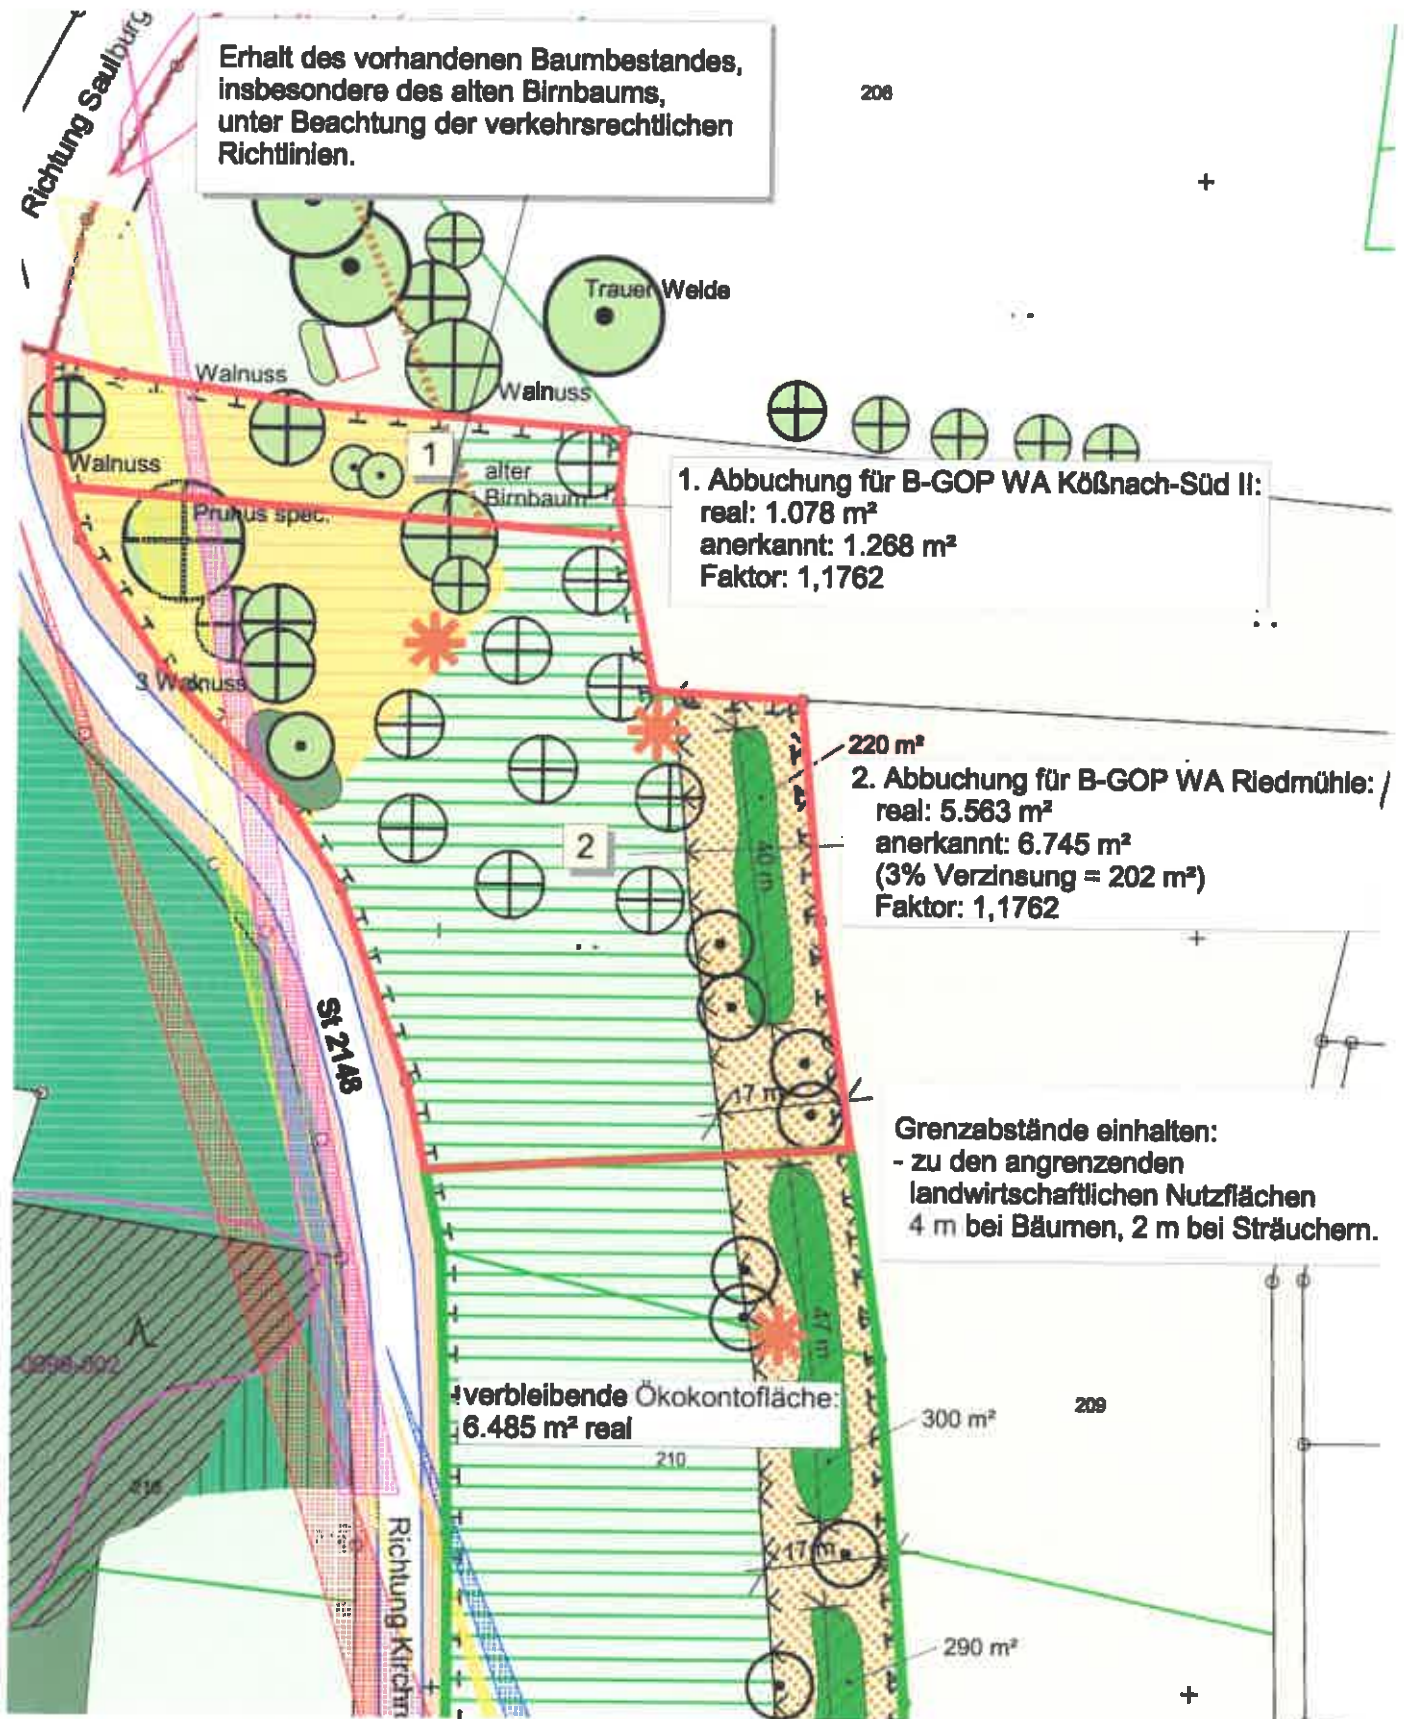 Richtung Saulburg
Erhalt des vorhandenen Baumbestandes,
insbesondere des alten Birnbaums,
unter Beachtung der verkehrsrechtlichen
Richtlinien.
208
Trauer Weide
Walnuss
Walnuss
1
Walnuss
alter
Birnbaum
Prunus spec.
1. Abbuchung für B-GOP WA Kößnach-Süd II:
real: 1.078 m²
anerkannt: 1.268 m²
Faktor: 1,1762
3 Walnuss
220 m²
2. Abbuchung für B-GOP WA Riedmühle:
real: 5.563 m²
anerkannt: 6.745 m²
(3% Verzinsung = 202 m²)
Faktor: 1,1762
2
40 m
St 2148
17 m
Grenzabstände einhalten:
- zu den angrenzenden
landwirtschaftlichen Nutzflächen
4 m bei Bäumen, 2 m bei Sträuchern.
47 m
verbleibende Ökokontofläche:
6.485 m² real
300 m²
209
210
17 m
Richtung Kirchr
290 m²